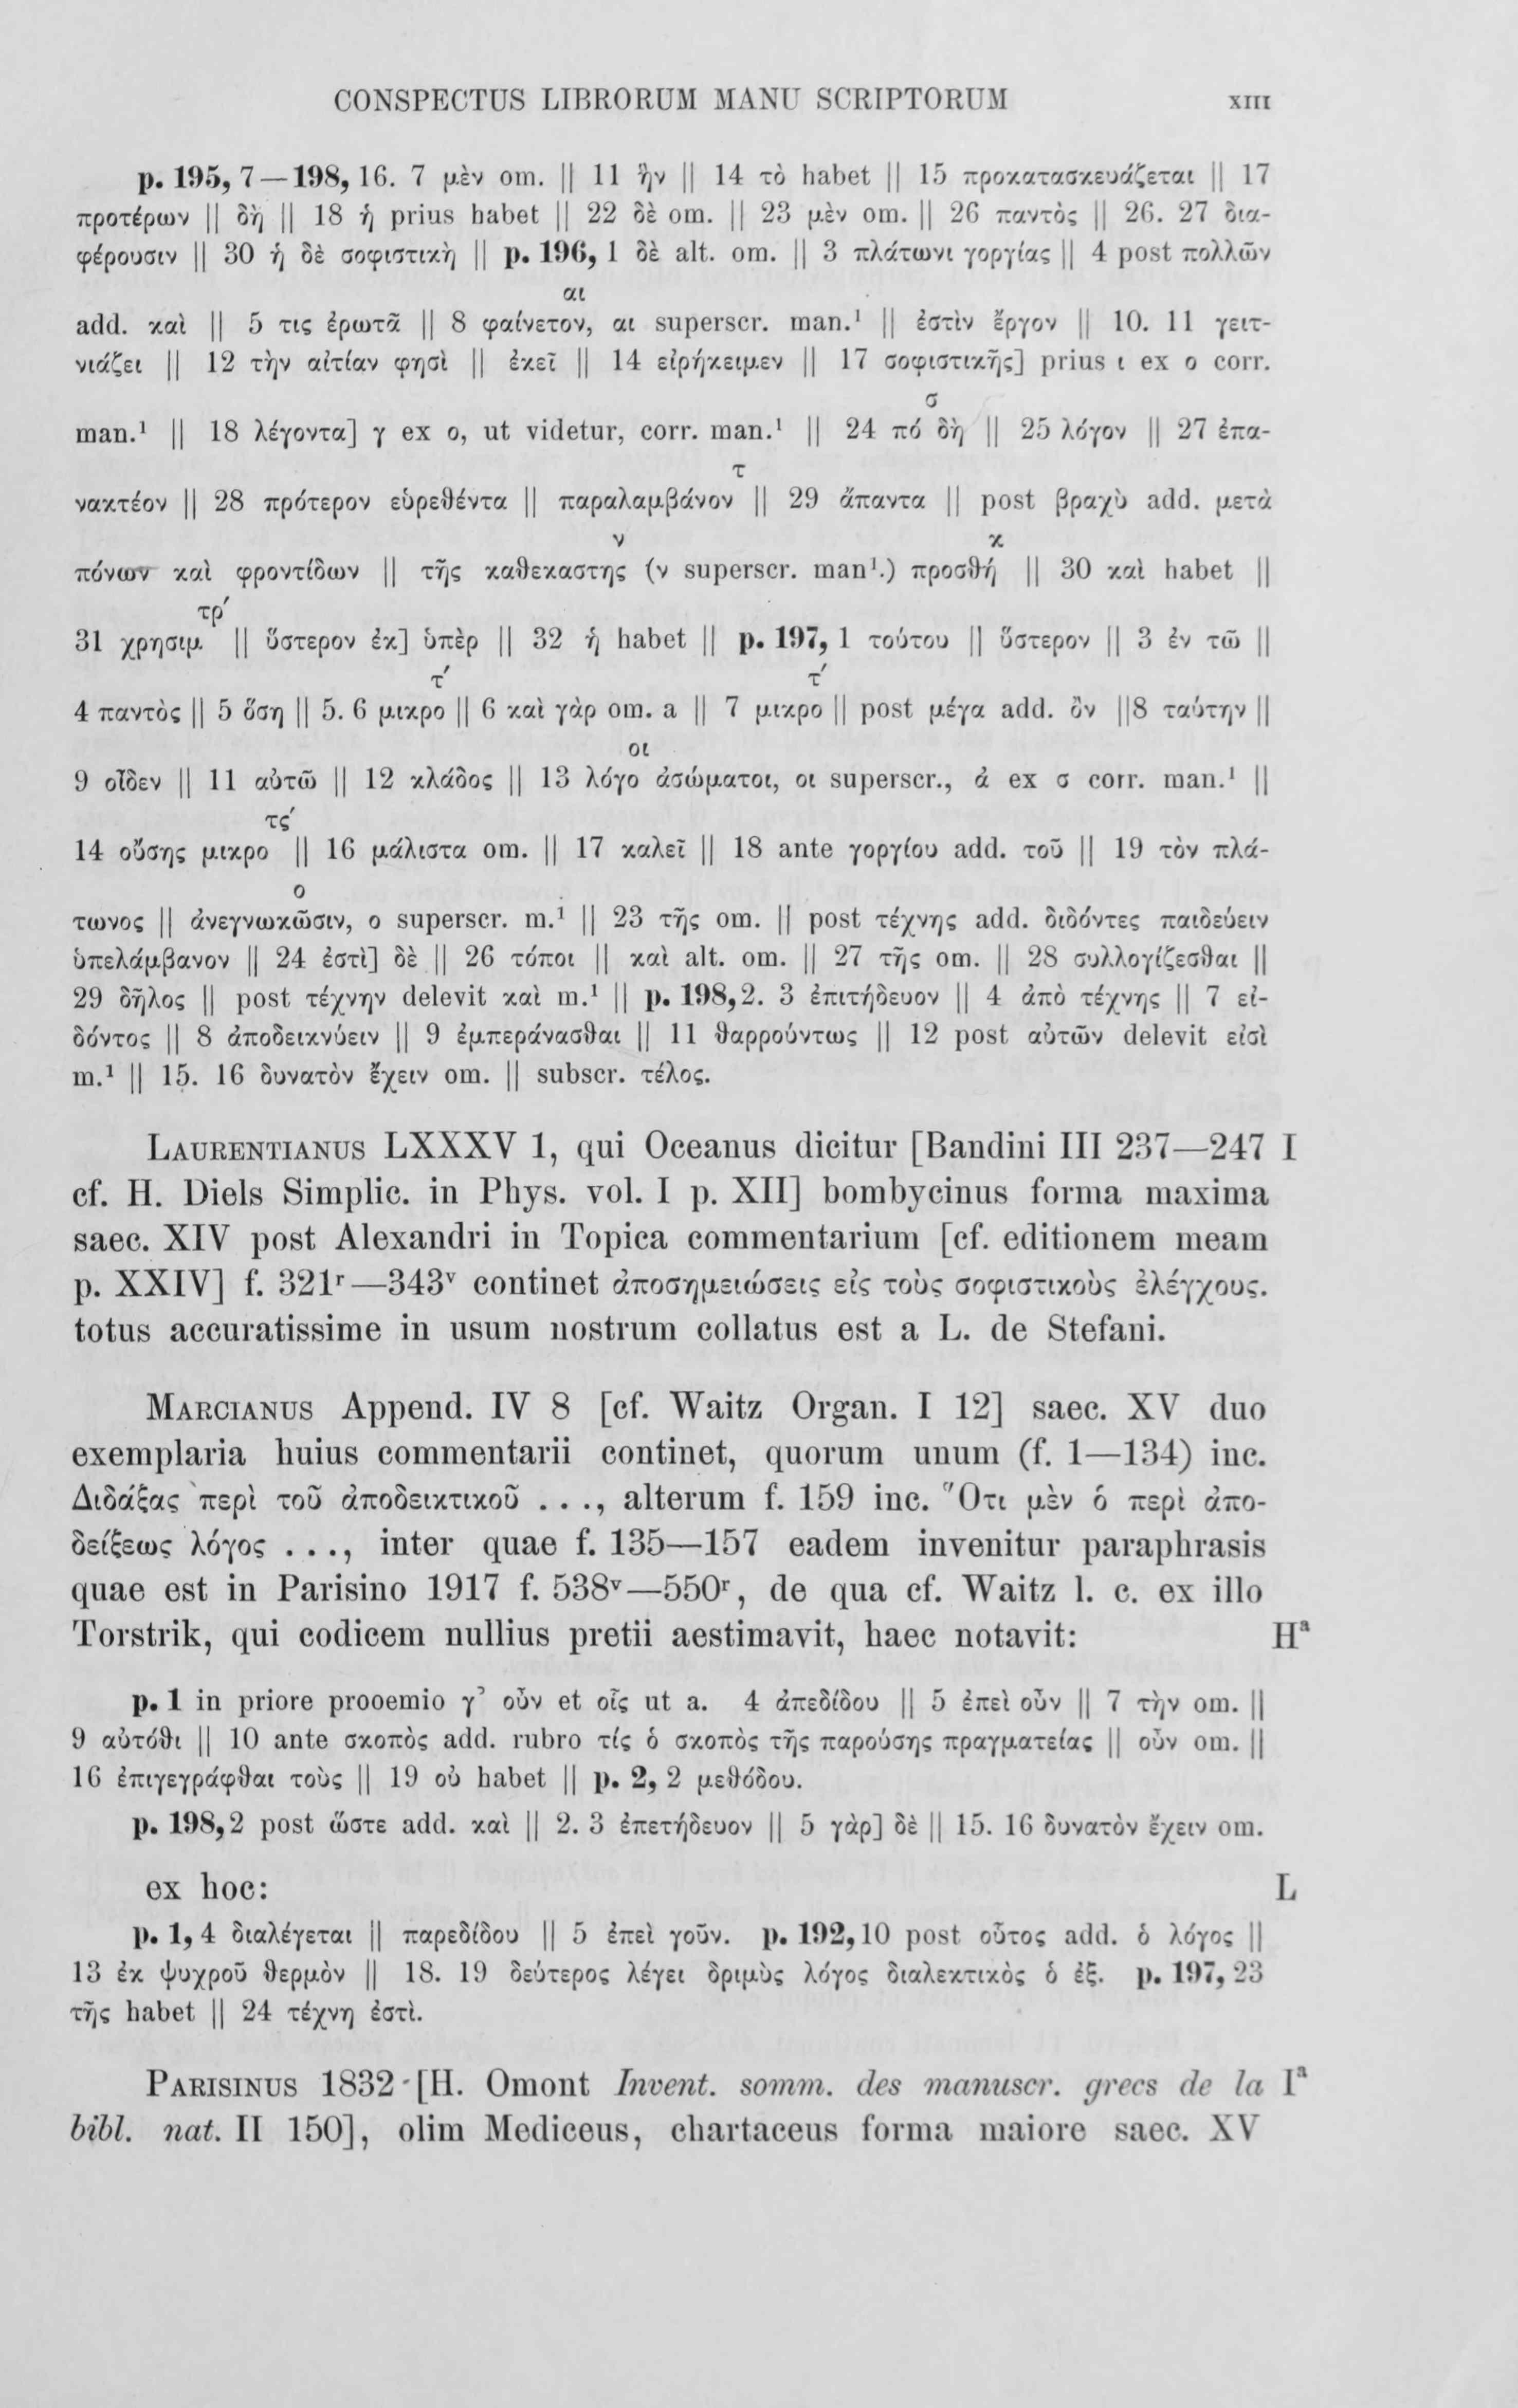 CONSPECTUS LIBRORUM MANU SCRIPTORUM XIII
p. 195, 7—198, 16. 7 μὲν om. || 11 ἢν || 14 τὸ habet || 15 προκατασκευάζεται || 17
προτέρων || δὴ || 18 ἡ prius habet || 22 δὲ om. || 23 μὲν om. || 26 παντὸς || 26. 27 δια-
φέρουσιν || 30 ἡ δὲ σοφιστικὴ || p. 196, 1 δὲ alt. om. || 3 πλάτωνι γοργίας || 4 post πολλῶν
αι
add. καὶ || 5 τις ἐρωτᾶ || 8 φαίνετον, αι superscr. man.¹ || ἐστὶν ἔργον || 10. 11 γειτ-
νιάζει || 12 τὴν αἰτίαν φησὶ || ἐκεῖ || 14 εἰρήκειμεν || 17 σοφιστικῆς] prius ι ex ο corr.
σ
man.¹ || 18 λέγοντα] γ ex ο, ut videtur, corr. man.¹ || 24 πό δὴ || 25 λόγον || 27 ἐπα-
τ
νακτέον || 28 πρότερον εὑρεθέντα || παραλαμβάνον || 29 ἅπαντα || post βραχὺ add. μετὰ
ν κ
πόνων καὶ φροντίδων || τῆς καθεκαστης (ν superscr. man¹.) προσθή || 30 καὶ habet ||
τρ́
31 χρησιμ || ὕστερον ἐκ] ὑπὲρ || 32 ἡ habet || p. 197, 1 τούτου || ὕστερον || 3 ἐν τῶ ||
τ́ τ́
4 παντὸς || 5 ὅση || 5. 6 μικρο || 6 καὶ γὰρ om. a || 7 μικρο || post μέγα add. ὂν || 8 ταύτην ||
οι
9 οἶδεν || 11 αὐτῶ || 12 κλάδος || 13 λόγο ἀσώματοι, οι superscr., ἀ ex σ corr. man.¹ ||
τς́
14 οὔσης μικρο || 16 μάλιστα om. || 17 καλεῖ || 18 ante γοργίου add. τοῦ || 19 τὸν πλά-
ο
τωνος || ἀνεγνωκῶσιν, ο superscr. m.¹ || 23 τῆς om. || post τέχνης add. διδόντες παιδεύειν
ὑπελάμβανον || 24 ἐστὶ] δὲ || 26 τόποι || καὶ alt. om. || 27 τῆς om. || 28 συλλογίζεσθαι ||
29 δῆλος || post τέχνην delevit καὶ m.¹ || p. 198, 2. 3 ἐπιτήδευον || 4 ἀπὸ τέχνης || 7 εἰ-
δόντος || 8 ἀποδεικνύειν || 9 ἐμπεράνασθαι || 11 θαρρούντως || 12 post αὐτῶν delevit εἰσὶ
m.¹ || 15. 16 δυνατὸν ἔχειν om. || subscr. τέλος.
LAURENTIANUS LXXXV 1, qui Oceanus dicitur [Bandini III 237—247 I
cf. H. Diels Simplic. in Phys. vol. I p. XII] bombycinus forma maxima
saec. XIV post Alexandri in Topica commentarium [cf. editionem meam
p. XXIV] f. 321ʳ—343ᵛ continet ἀποσημειώσεις εἰς τοὺς σοφιστικοὺς ἐλέγχους.
totus accuratissime in usum nostrum collatus est a L. de Stefani.
MARCIANUS Append. IV 8 [cf. Waitz Organ. I 12] saec. XV duo
exemplaria huius commentarii continet, quorum unum (f. 1—134) inc.
Διδάξας περὶ τοῦ ἀποδεικτικοῦ . . ., alterum f. 159 inc. Ὅτι μὲν ὁ περὶ ἀπο-
δείξεως λόγος . . ., inter quae f. 135—157 eadem invenitur paraphrasis
quae est in Parisino 1917 f. 538ᵛ—550ʳ, de qua cf. Waitz l. c. ex illo
Torstrik, qui codicem nullius pretii aestimavit, haec notavit: Hᵃ
p. 1 in priore prooemio γ’ οὖν et οἷς ut a. 4 ἀπεδίδου || 5 ἐπεὶ οὖν || 7 τὴν om. ||
9 αὐτόθι || 10 ante σκοπὸς add. rubro τίς ὁ σκοπὸς τῆς παρούσης πραγματείας || οὖν om. ||
16 ἐπιγεγράφθαι τοὺς || 19 οὐ habet || p. 2, 2 μεθόδου.
p. 198, 2 post ὥστε add. καὶ || 2. 3 ἐπετήδευον || 5 γὰρ] δὲ || 15. 16 δυνατὸν ἔχειν om.
ex hoc: L
p. 1, 4 διαλέγεται || παρεδίδου || 5 ἐπεὶ γοῦν. p. 192, 10 post οὗτος add. ὁ λόγος ||
13 ἐκ ψυχροῦ θερμὸν || 18. 19 δεύτερος λέγει δριμὺς λόγος διαλεκτικὸς ὁ ἐξ. p. 197, 23
τῆς habet || 24 τέχνη ἐστὶ.
PARISINUS 1832 [H. Omont Invent. somm. des manuscr. grecs de la Iᵃ
bibl. nat. II 150], olim Mediceus, chartaceus forma maiore saec. XV